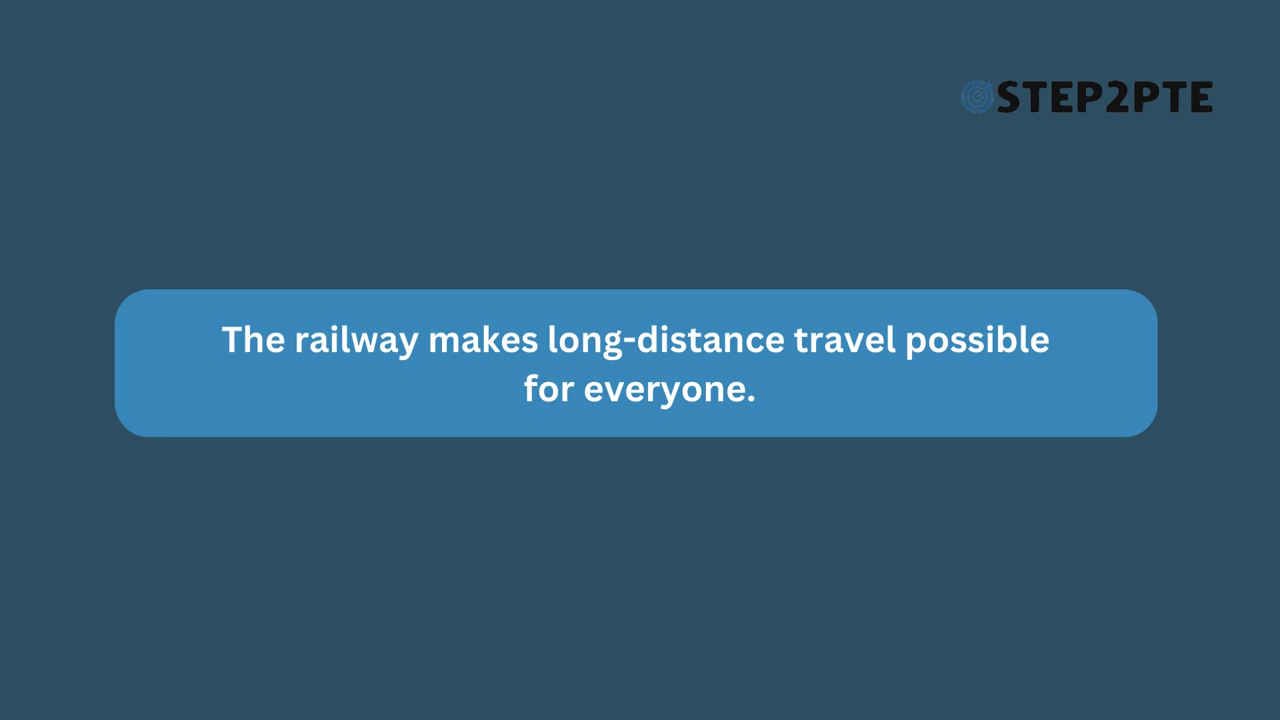 STEP2PTE
The railway makes long-distance travel possible
for everyone.